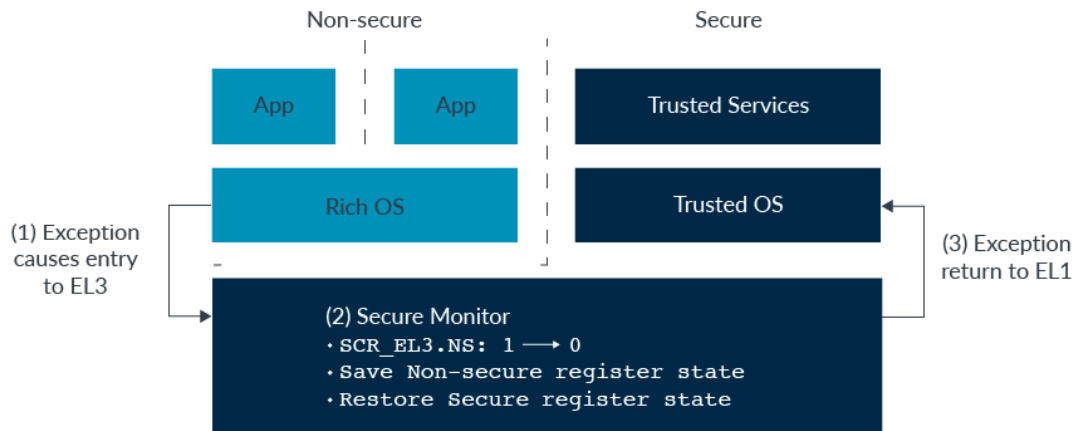 Non-secure
Secure
App
App
Trusted Services
Rich OS
Trusted OS
(1) Exception
causes entry
to EL3
(3) Exception
return to EL1
(2) Secure Monitor
· SCR_EL3.NS: 1 → 0
· Save Non-secure register state
· Restore Secure register state